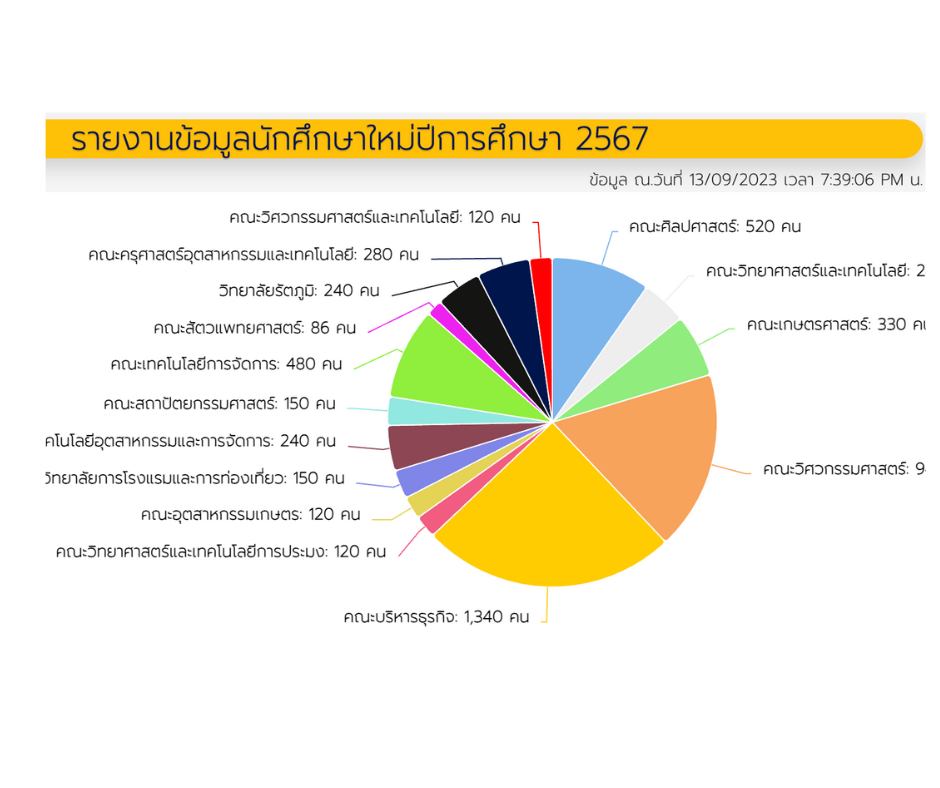 รายงานข้อมูลนักศึกษาใหม่ปีการศึกษา 2567
ข้อมูล ณ.วันที่ 13/09/2023 เวลา 7:39:06 PM น.
คณะวิศวกรรมศาสตร์และเทคโนโลยี: 120 คน
คณะศิลปศาสตร์: 520 คน
คณะครุศาสตร์อุตสาหกรรมและเทคโนโลยี: 280 คน
คณะวิทยาศาสตร์และเทคโนโลยี: 2
วิทยาลัยรัตภูมิ: 240 คน
คณะเกษตรศาสตร์: 330
คณะสัตวแพทยศาสตร์: 86 คน
คณะเทคโนโลยีการจัดการ: 480 คน
คณะสถาปัตยกรรมศาสตร์: 150 คน
คโนโลยีอุตสาหกรรมและการจัดการ: 240 คน
คณะวิศวกรรมศาสตร์: 9
วิทยาลัยการโรงแรมและการท่องเที่ยว: 150 คน
คณะอุตสาหกรรมเกษตร: 120 คน
คณะวิทยาศาสตร์และเทคโนโลยีการประมง: 120 คน
คณะบริหารธุรกิจ: 1,340 คน